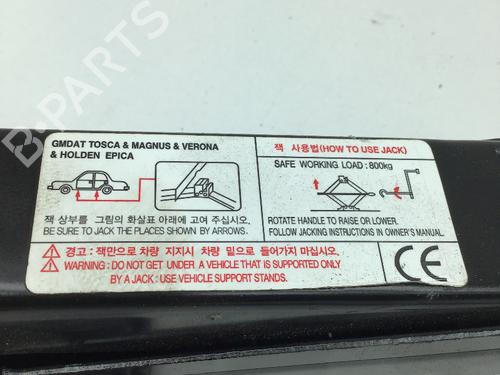 GMDAT TOSCA & MAGNUS & VERONA
& HOLDEN EPICA
잭 상부를 그림의 화살표 아래에 고여 주십시오.
BE SURE TO JACK THE PLACES SHOWN BY ARROWS.
잭 사용법(HOW TO USE JACK)
SAFE WORKING LOAD : 800kg
ROTATE HANDLE TO RAISE OR LOWER.
FOLLOW JACKING INSTRUCTIONS IN OWNER'S MANUAL.
경고 : 잭만으로 차량 지지시 차량 밑으로 들어가지 마십시오.
WARNING : DO NOT GET UNDER A VEHICLE THAT IS SUPPORTED ONLY
BY A JACK : USE VEHICLE SUPPORT STANDS.
CE